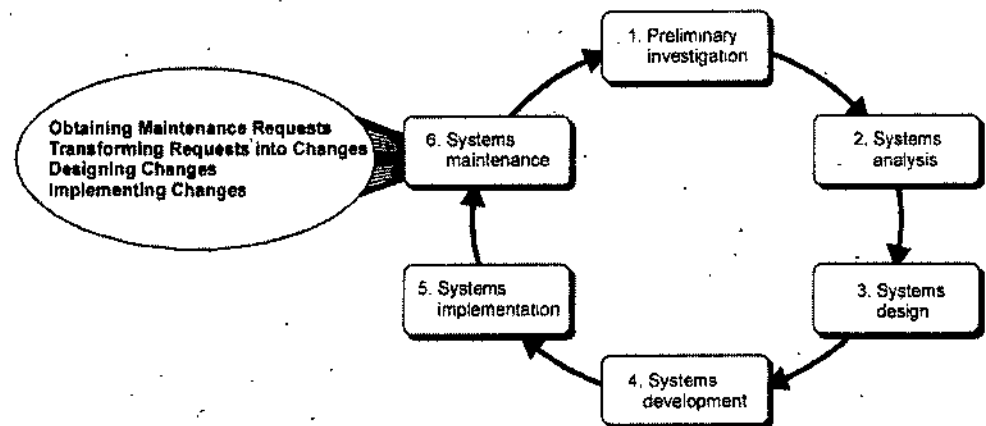 1. Preliminary
investigation
2. Systems
analysis
3. Systems
design
4. Systems
development
5. Systems
implementation
6. Systems
maintenance
Obtaining Maintenance Requests
Transforming Requests into Changes
Designing Changes
Implementing Changes